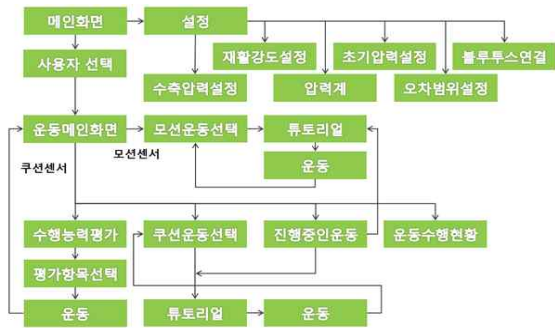 메인화면
설정
사용자 선택
재활강도설정
초기압력설정
블루투스연결
수축압력설정
압력계
오차범위설정
운동메인화면
모션운동선택
튜토리얼
쿠션센서
모션센서
운동
수행능력평가
쿠션운동선택
진행중인운동
운동수행현황
평가항목선택
운동
튜토리얼
운동